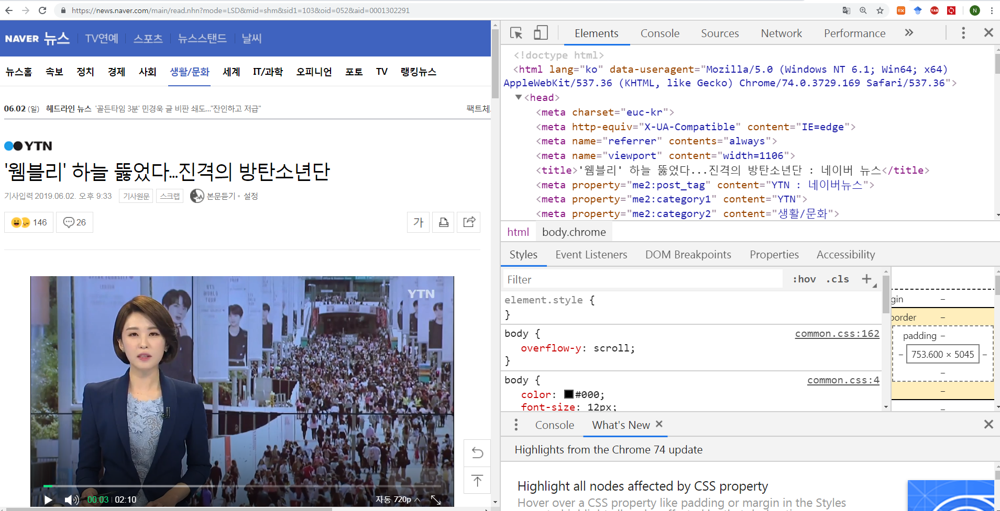 https://news.naver.com/main/read.nhn?mode=LSD&mid=shm&sid1=103&oid=052&aid=0001302291
EX
YAB
N
NAVER 뉴스 TV연예 스포츠 뉴스스탠드 날씨
뉴스홈 속보 정치 경제 사회 생활/문화 세계 IT/과학 오피니언 포토 TV 랭킹뉴스
06.02 (일) 헤드라인 뉴스 '골든타임 3분' 민경욱 글 비판 쇄도…"잔인하고 저급"
팩트체
YTN
'웸블리' 하늘 뚫었다…진격의 방탄소년단
기사입력 2019.06.02. 오후 9:33 기사원문 스크랩 본문듣기 · 설정
146 26 가
YTN
BTS
WORLD
TOUR
00:03 | 02:10 자동 720p
Elements Console Sources Network Performance »
<!doctype html>
<html lang="ko" data-useragent="Mozilla/5.0 (Windows NT 6.1; Win64; x64)
AppleWebKit/537.36 (KHTML, like Gecko) Chrome/74.0.3729.169 Safari/537.36">
▼<head>
<meta charset="euc-kr">
<meta http-equiv="X-UA-Compatible" content="IE=edge">
<meta name="referrer" contents="always">
<meta name="viewport" content="width=1106">
<title>'웸블리' 하늘 뚫었다...진격의 방탄소년단 : 네이버 뉴스</title>
<meta property="me2:post_tag" content="YTN : 네이버뉴스">
<meta property="me2:category1" content="YTN">
<meta property="me2:category2" content="생활/문화">
html body.chrome
Styles Event Listeners DOM Breakpoints Properties Accessibility
Filter :hov .cls +
element.style {
}
body { common.css:162
overflow-y: scroll;
}
body { common.css:4
color: #000;
font-size: 12px;
gin –
border –
padding –
– 753.600 × 5045 –
–
–
–
Console What's New
Highlights from the Chrome 74 update
Highlight all nodes affected by CSS property
Hover over a CSS property like padding or margin in the Styles